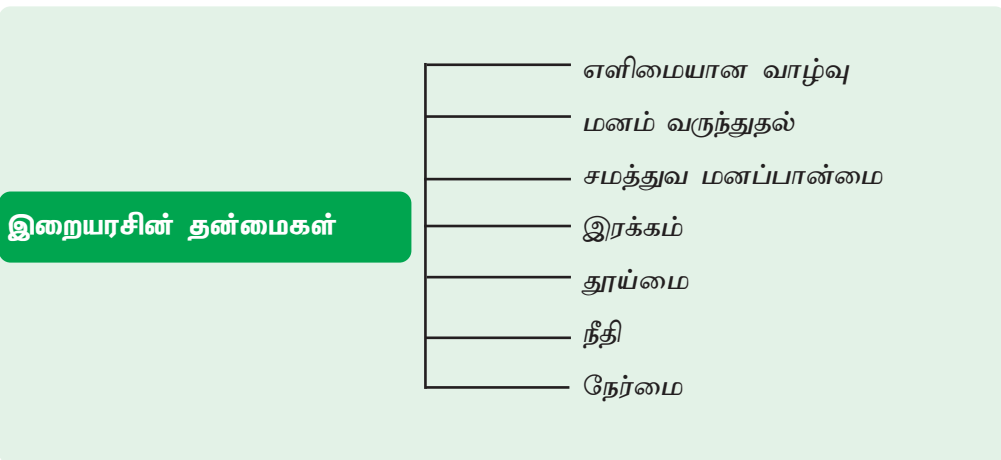 எளிமையான வாழ்வு
மனம் வருந்துதல்
சமத்துவ மனப்பான்மை
இறையரசின் தன்மைகள்
இரக்கம்
தூய்மை
நீதி
நேர்மை